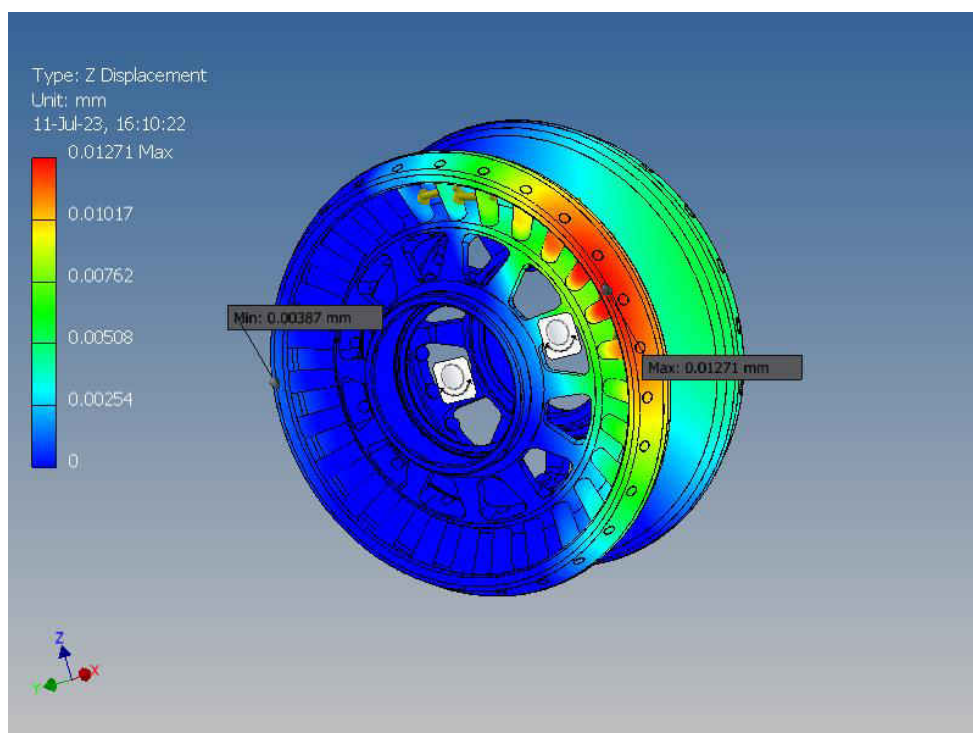 Type: Z Displacement
Unit: mm
11-Jul-23, 16:10:22
0.01271 Max
0.01017
0.00762
0.00508
0.00254
0
Min: 0.00387 mm
Max: 0.01271 mm
Z
X
Y